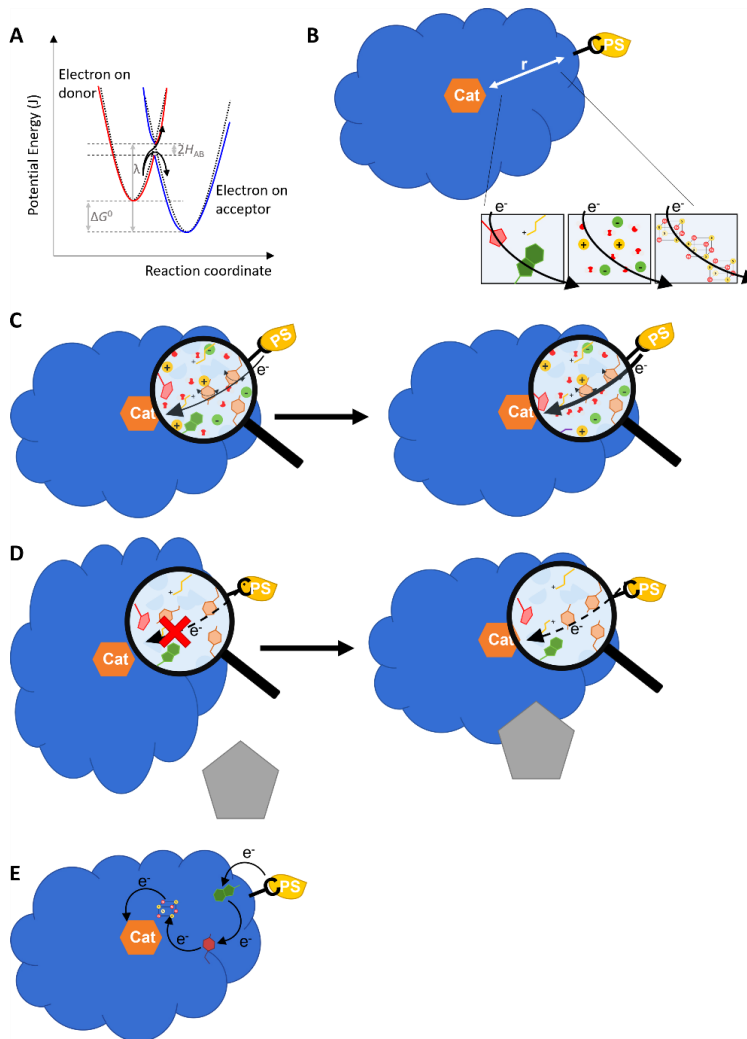 A
Potential Energy (J)
Electron on
donor
2H_AB
λ
ΔG⁰
Electron on
acceptor
Reaction coordinate
B
PS
r
Cat
e⁻
e⁻
e⁻
+
+
+
-
-
-
C
PS
e⁻
Cat
PS
e⁻
Cat
D
PS
e⁻
Cat
PS
e⁻
Cat
E
e⁻
PS
e⁻
Cat
e⁻
e⁻